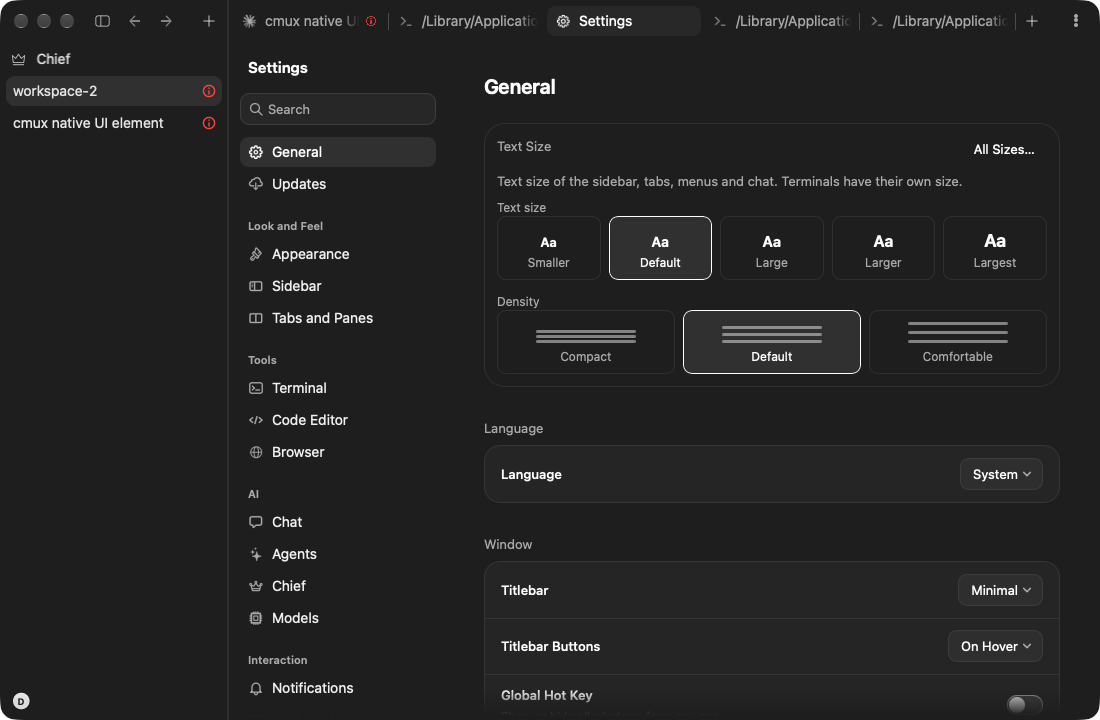 cmux native UI
/Library/Applicatio
Settings
/Library/Applicatio
/Library/Applicatio
Chief
workspace-2
cmux native UI element
D
Settings
Search
General
Updates
Look and Feel
Appearance
Sidebar
Tabs and Panes
Tools
Terminal
Code Editor
Browser
AI
Chat
Agents
Chief
Models
Interaction
Notifications
General
Text Size
All Sizes...
Text size of the sidebar, tabs, menus and chat. Terminals have their own size.
Text size
Aa Aa Aa Aa Aa
Smaller Default Large Larger Largest
Density
Compact Default Comfortable
Language
Language System
Window
Titlebar Minimal
Titlebar Buttons On Hover
Global Hot Key